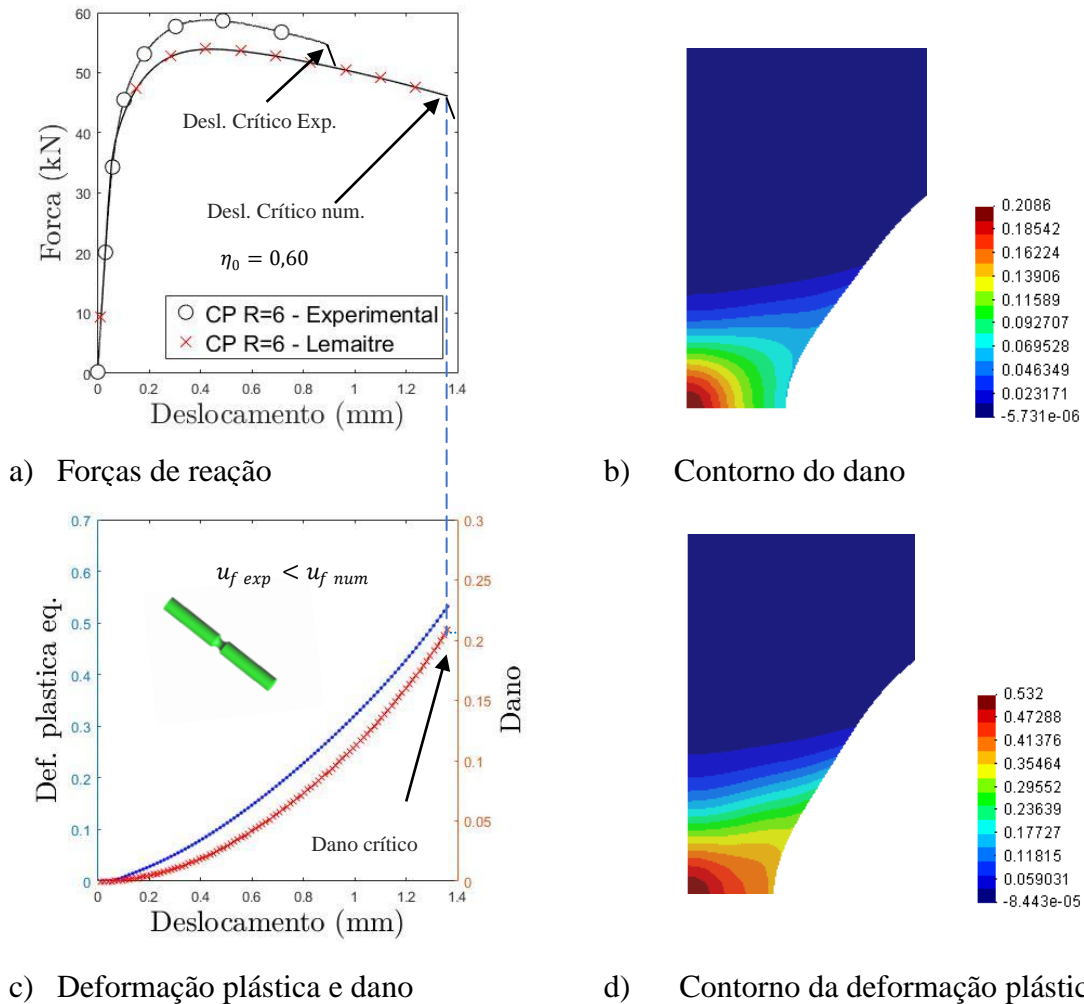 60
50
40
30
20
10
0
Forca (kN)
Desl. Crítico Exp.
Desl. Crítico num.
η₀ = 0,60
CP R=6 - Experimental
CP R=6 - Lemaitre
0 0.2 0.4 0.6 0.8 1 1.2 1.4
Deslocamento (mm)
0.2086
0.18542
0.16224
0.13906
0.11589
0.092707
0.069528
0.046349
0.023171
-5.731e-06
a) Forças de reação
b) Contorno do dano
0.7
0.6
0.5
0.4
0.3
0.2
0.1
0
Def. plastica eq.
u_f exp < u_f num
Dano crítico
0.3
0.25
0.2
0.15
0.1
0.05
0
Dano
0 0.2 0.4 0.6 0.8 1 1.2 1.4
Deslocamento (mm)
0.532
0.47288
0.41376
0.35464
0.29552
0.23639
0.17727
0.11815
0.059031
-8.443e-05
c) Deformação plástica e dano
d) Contorno da deformação plástic